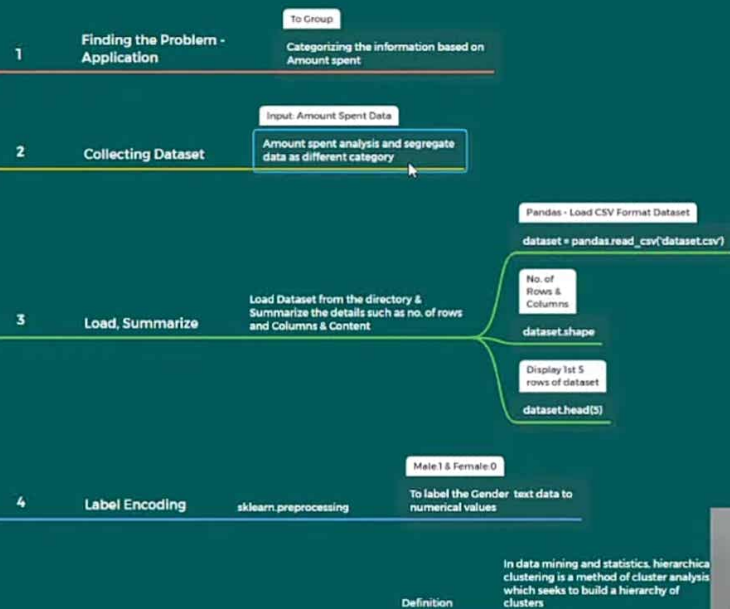 To Group
1
Finding the Problem -
Application
Categorizing the information based on
Amount spent
Input: Amount Spent Data
2
Collecting Dataset
Amount spent analysis and segregate
data as different category
Pandas - Load CSV Format Dataset
dataset = pandas.read_csv('dataset.csv')
No. of
Rows &
Columns
dataset.shape
3
Load, Summarize
Load Dataset from the directory &
Summarize the details such as no. of rows
and Columns & Content
Display 1st 5
rows of dataset
dataset.head(5)
Male:1 & Female:0
4
Label Encoding
sklearn.preprocessing
To label the Gender text data to
numerical values
Definition
In data mining and statistics, hierarchica
clustering is a method of cluster analysis
which seeks to build a hierarchy of
clusters